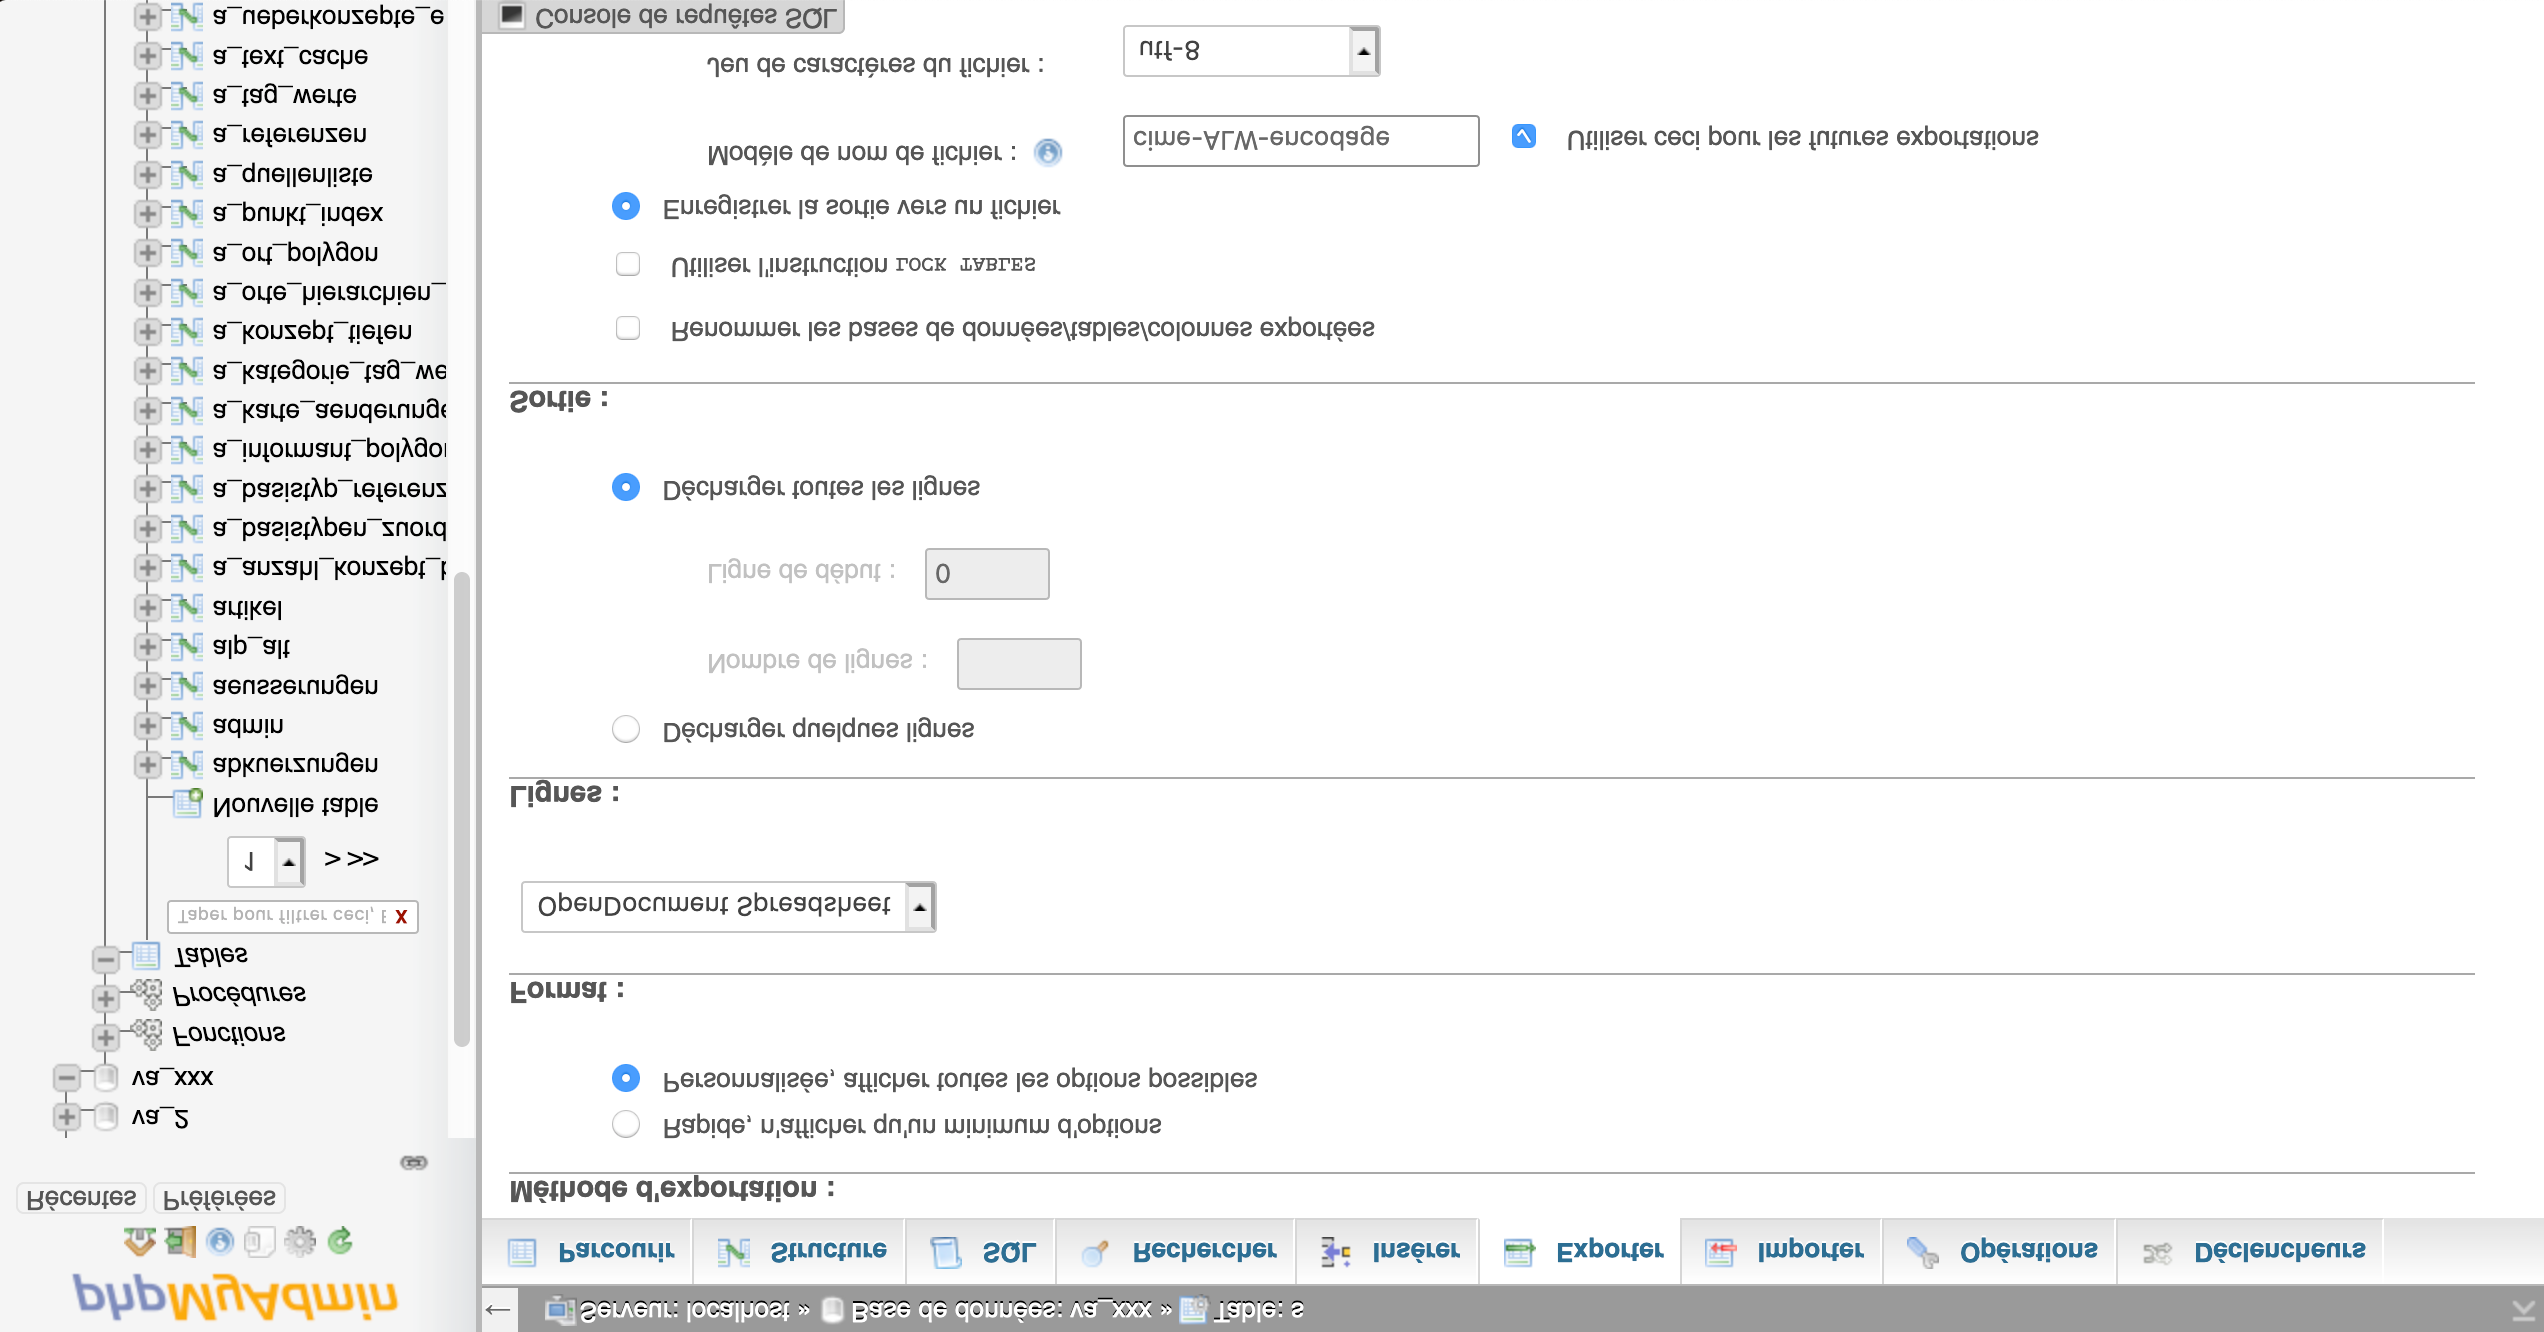 phpMyAdmin
Récentes Préférées
va_2
va_xxx
Fonctions
Procédures
Tables
Taper pour filtrer ceci, E X
1 > >>
Nouvelle table
abkuerzungen
admin
aeusserungen
alp_alt
artikel
a_anzahl_konzept_
a_basistypen_zuord
a_basistyp_referenz
a_informant_polygo
a_karte_aenderunge
a_kategorie_tag_we
a_konzept_tiefen
a_orte_hierarchien_
a_ort_polygon
a_punkt_index
a_quellenliste
a_referenzen
a_tag_werte
a_text_cache
a_ueberkonzepte_e
Serveur: localhost » Base de données: va_xxx » Table: s
Parcourir Structure SQL Rechercher Insérer Exporter Importer Opérations Déclencheurs
Méthode d'exportation :
Rapide, n'afficher qu'un minimum d'options
Personnalisée, afficher toutes les options possibles
Format :
OpenDocument Spreadsheet
Lignes :
Décharger quelques lignes
Nombre de lignes :
Ligne de début : 0
Décharger toutes les lignes
Sortie :
Renommer les bases de données/tables/colonnes exportées
Utiliser l'instruction LOCK TABLES
Enregistrer la sortie vers un fichier
Modèle de nom de fichier : cime-ALW-encodage Utiliser ceci pour les futures exportations
Jeu de caractères du fichier : utf-8
Console de requêtes SQL